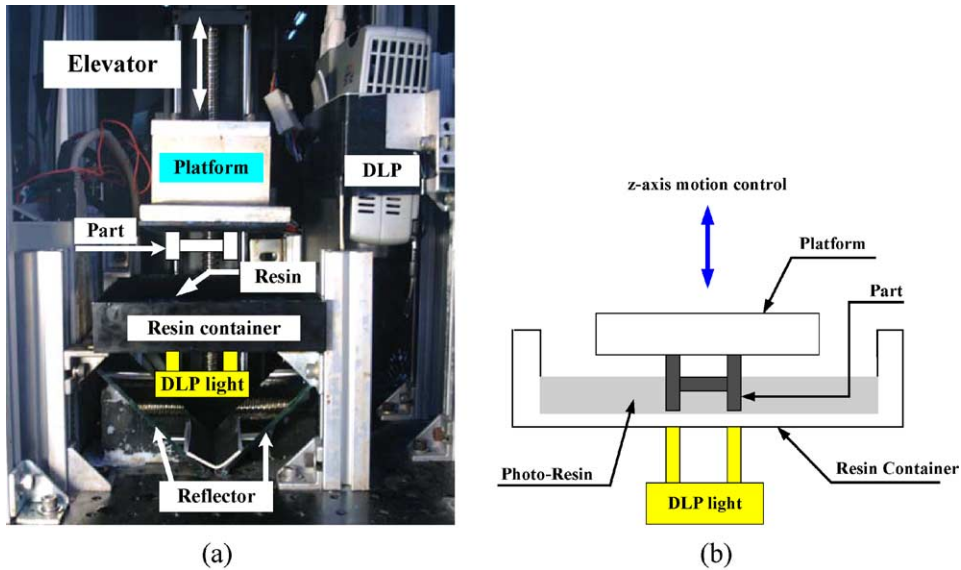 Elevator
Platform
DLP
Part
Resin
Resin container
DLP light
Reflector
(a)
z-axis motion control
Platform
Part
Photo-Resin
Resin Container
DLP light
(b)